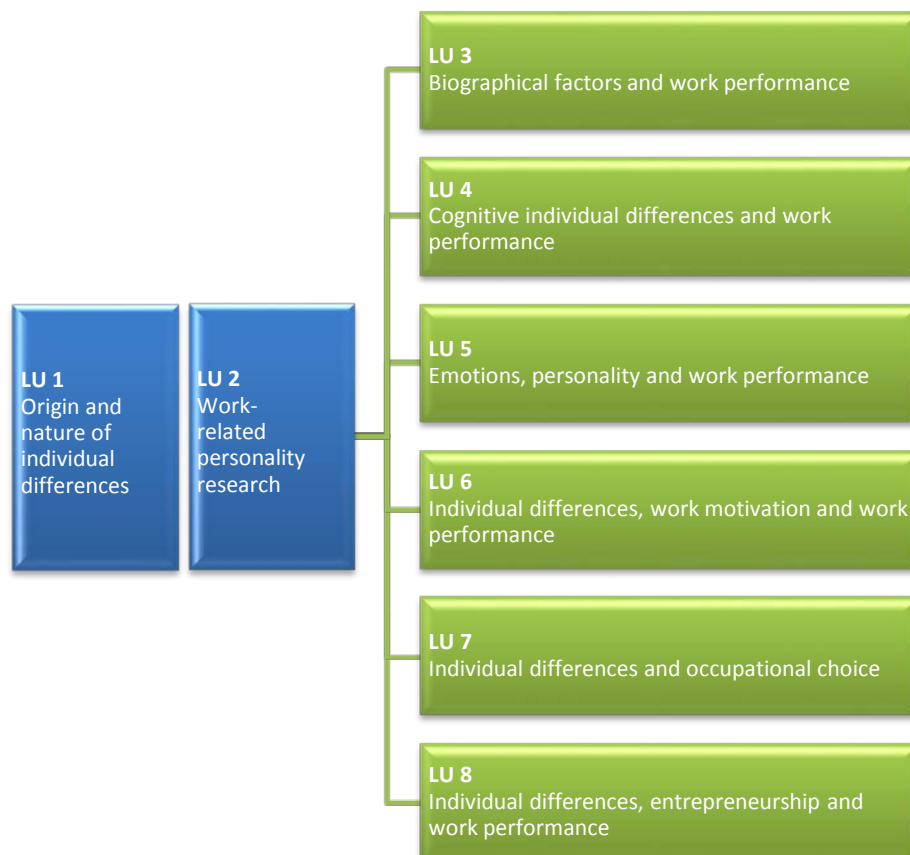 LU 1
Origin and
nature of
individual
differences
LU 2
Work-
related
personality
research
LU 3
Biographical factors and work performance
LU 4
Cognitive individual differences and work
performance
LU 5
Emotions, personality and work performance
LU 6
Individual differences, work motivation and work
performance
LU 7
Individual differences and occupational choice
LU 8
Individual differences, entrepreneurship and
work performance